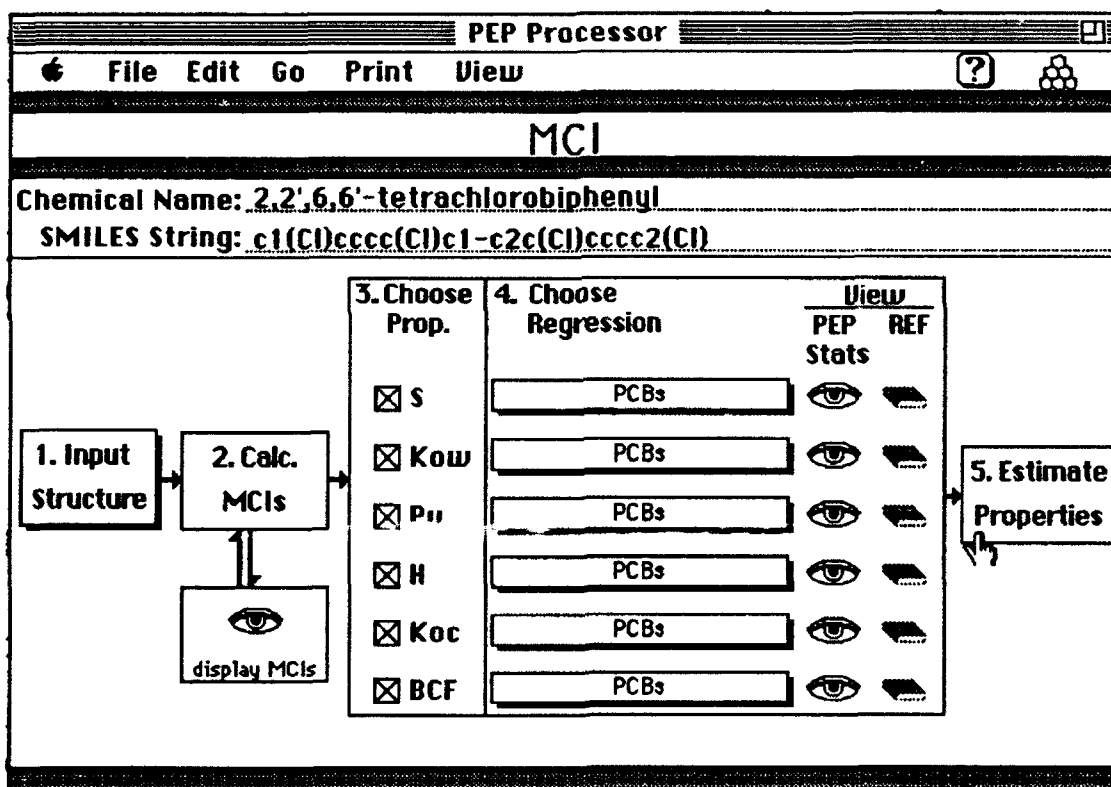 PEP Processor
File Edit Go Print View
?
MCI
Chemical Name: 2,2',6,6'-tetrachlorobiphenyl
SMILES String: c1(Cl)cccc(Cl)c1-c2c(Cl)cccc2(Cl)
3. Choose Prop.
4. Choose Regression
View
PEP Stats
REF
S PCBs
Kow PCBs
PCBs
H PCBs
Koc PCBs
BCF PCBs
1. Input
Structure
2. Calc.
MCIs
display MCIs
5. Estimate
Properties